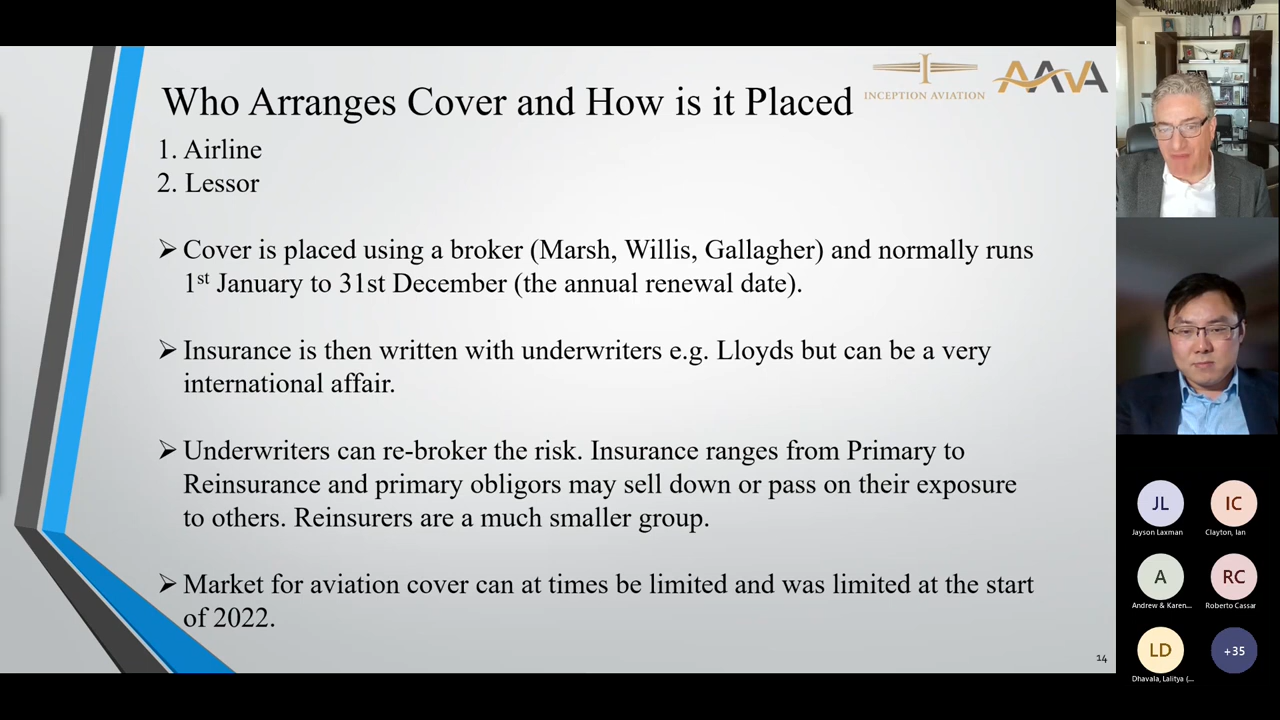 INCEPTION AVIATION
AAVA
Who Arranges Cover and How is it Placed
1. Airline
2. Lessor
➢ Cover is placed using a broker (Marsh, Willis, Gallagher) and normally runs
1st January to 31st December (the annual renewal date).
➢ Insurance is then written with underwriters e.g. Lloyds but can be a very
international affair.
➢ Underwriters can re-broker the risk. Insurance ranges from Primary to
Reinsurance and primary obligors may sell down or pass on their exposure
to others. Reinsurers are a much smaller group.
➢ Market for aviation cover can at times be limited and was limited at the start
of 2022.
14
JL
Jayson Laxman
IC
Clayton, Ian
A
Andrew & Karen...
RC
Roberto Cassar
LD
Dhavala, Lalitya (...
+35